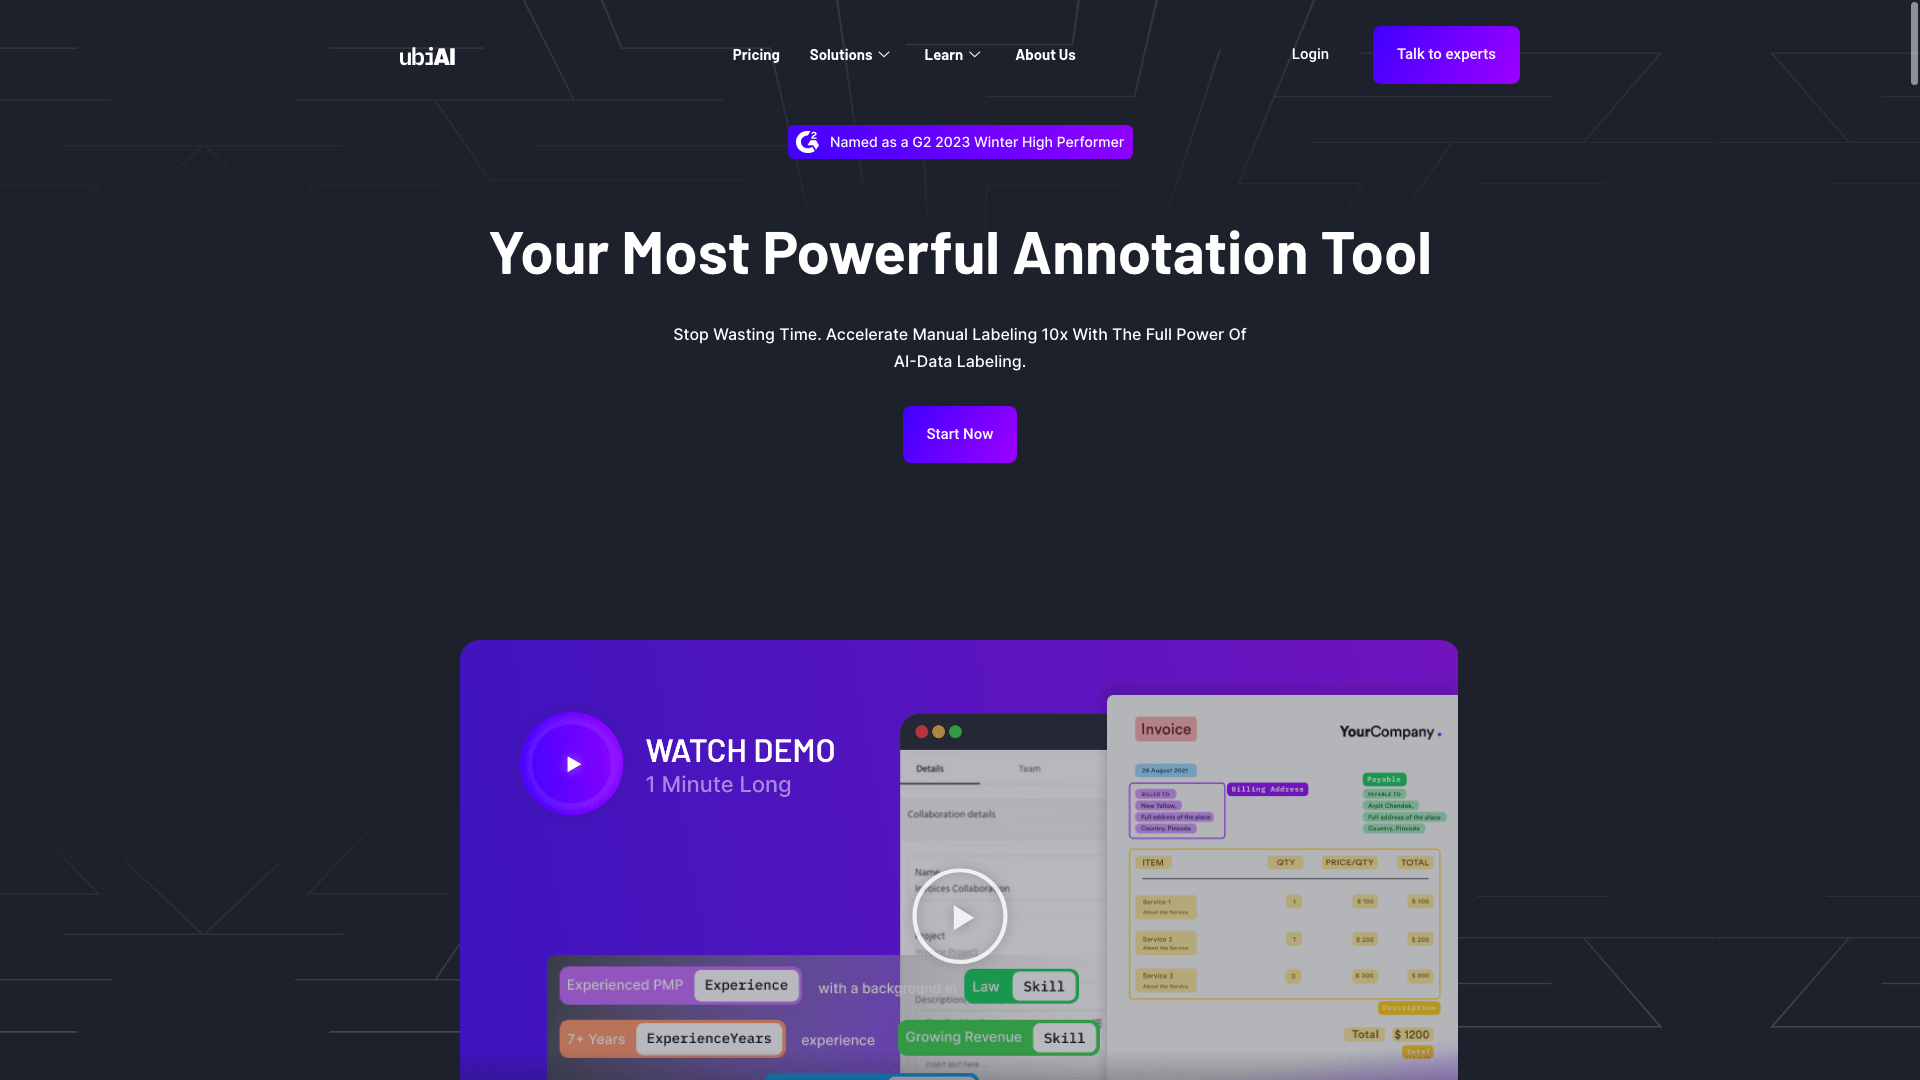 ubiAI
Pricing
Solutions
Learn
About Us
Login
Talk to experts
Named as a G2 2023 Winter High Performer
Your Most Powerful Annotation Tool
Stop Wasting Time. Accelerate Manual Labeling 10x With The Full Power Of
AI-Data Labeling.
Start Now
WATCH DEMO
1 Minute Long
Details
Team
Collaboration details
Name
Invoices Collaboration
Project
Invoice Project
Description
Insert text here ...
Invoice
YourCompany
28 August 2021
BILLED TO
New Yellow,
Full address of the place
Country, Pincode
Billing Address
Payable
PAYABLE TO
Arpit Chandak,
Full address of the place
Country, Pincode
ITEM QTY PRICE/QTY TOTAL
Service 1 1 $ 100 $ 100
About the Service
Service 2 1 $ 200 $ 200
About the Service
Service 3 3 $ 300 $ 900
About the Service
Description
Total $ 1200
Total
Experienced PMP Experience with a background in Law Skill
7+ Years ExperienceYears experience Growing Revenue Skill